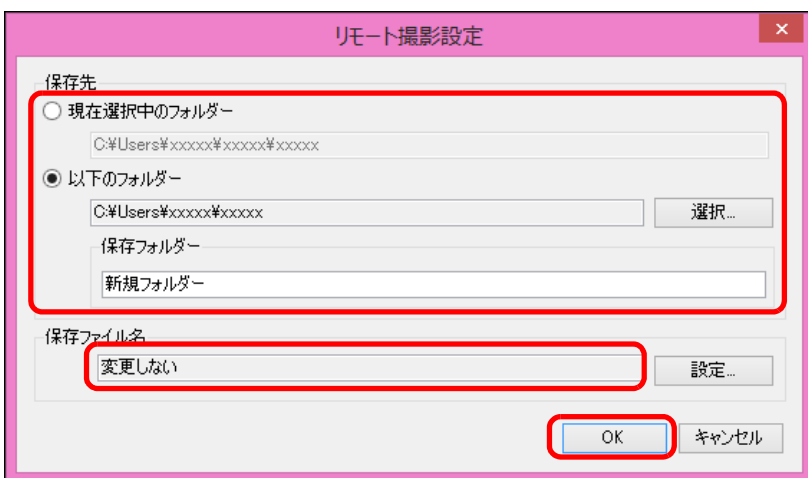 リモート撮影設定
×
保存先
現在選択中のフォルダー
C:¥Users¥xxxxx¥xxxxx¥xxxxx
以下のフォルダー
C:¥Users¥xxxxx¥xxxxx
選択...
保存フォルダー
新規フォルダー
保存ファイル名
変更しない
設定...
OK
キャンセル